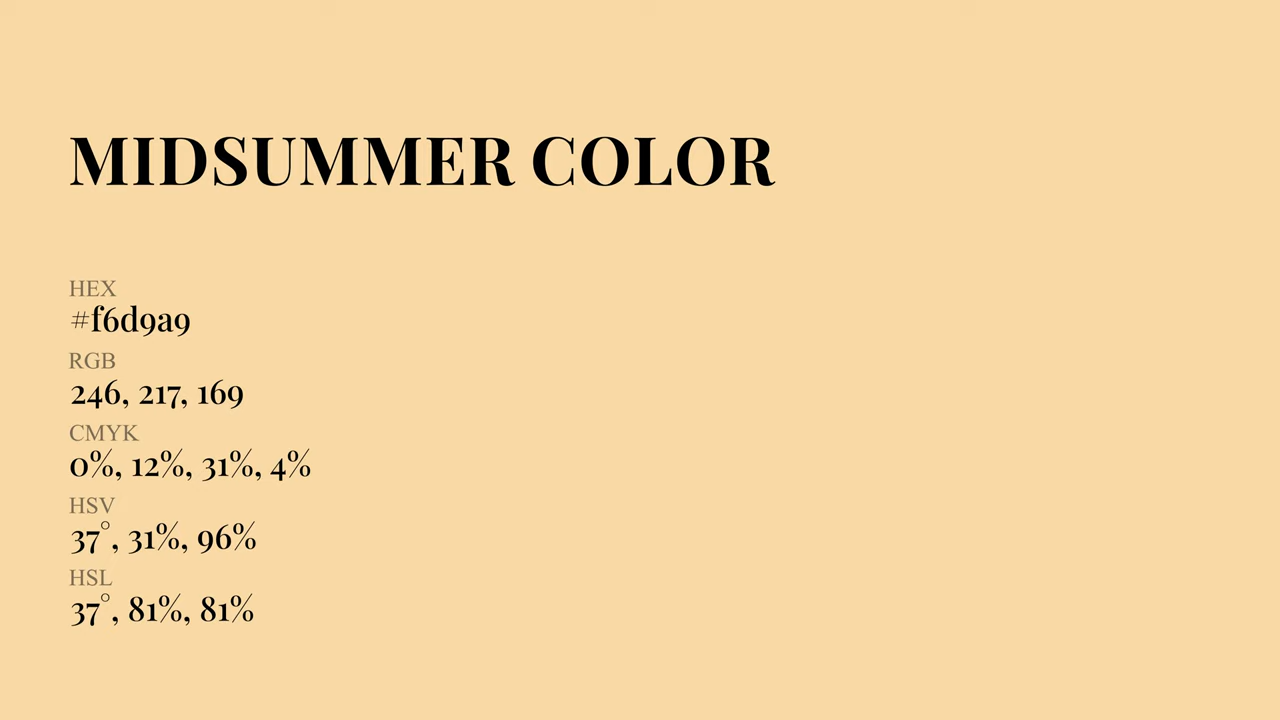 MIDSUMMER COLOR
HEX
#f6d9a9
RGB
246, 217, 169
CMYK
0%, 12%, 31%, 4%
HSV
37°, 31%, 96%
HSL
37°, 81%, 81%